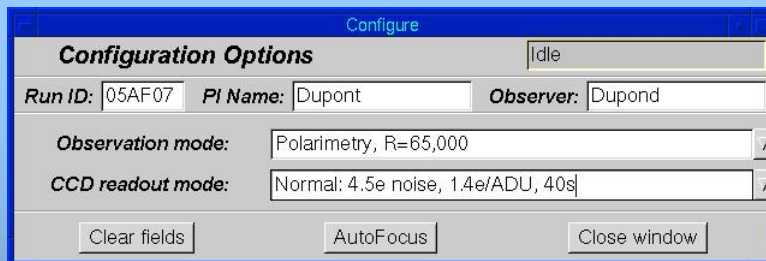 Configure
Configuration Options Idle
Run ID: 05AF07 PI Name: Dupont Observer: Dupond
Observation mode: Polarimetry, R=65,000
CCD readout mode: Normal: 4.5e noise, 1.4e/ADU, 40s
Clear fields AutoFocus Close window